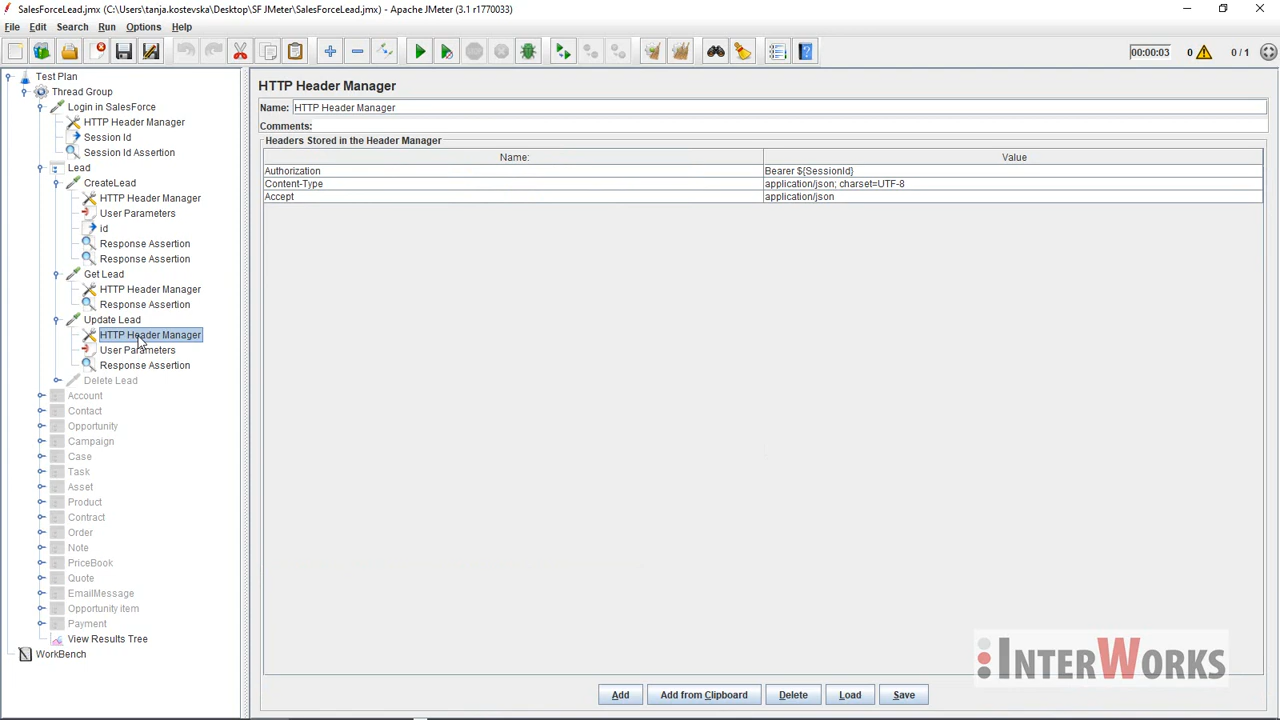 SalesForceLead.jmx (C:\Users\tanja.kostevska\Desktop\SF JMeter\SalesForceLead.jmx) - Apache JMeter (3.1 r1770033)
File Edit Search Run Options Help
00:00:03 0 0 / 1
Test Plan
Thread Group
Login in SalesForce
HTTP Header Manager
Session Id
Session Id Assertion
Lead
CreateLead
HTTP Header Manager
User Parameters
id
Response Assertion
Response Assertion
Get Lead
HTTP Header Manager
Response Assertion
Update Lead
HTTP Header Manager
User Parameters
Response Assertion
Delete Lead
Account
Contact
Opportunity
Campaign
Case
Task
Asset
Product
Contract
Order
Note
PriceBook
Quote
EmailMessage
Opportunity item
Payment
View Results Tree
WorkBench
HTTP Header Manager
Name: HTTP Header Manager
Comments:
Headers Stored in the Header Manager
Name: Value
Authorization Bearer ${SessionId}
Content-Type application/json; charset=UTF-8
Accept application/json
Add Add from Clipboard Delete Load Save
INTERWORKS